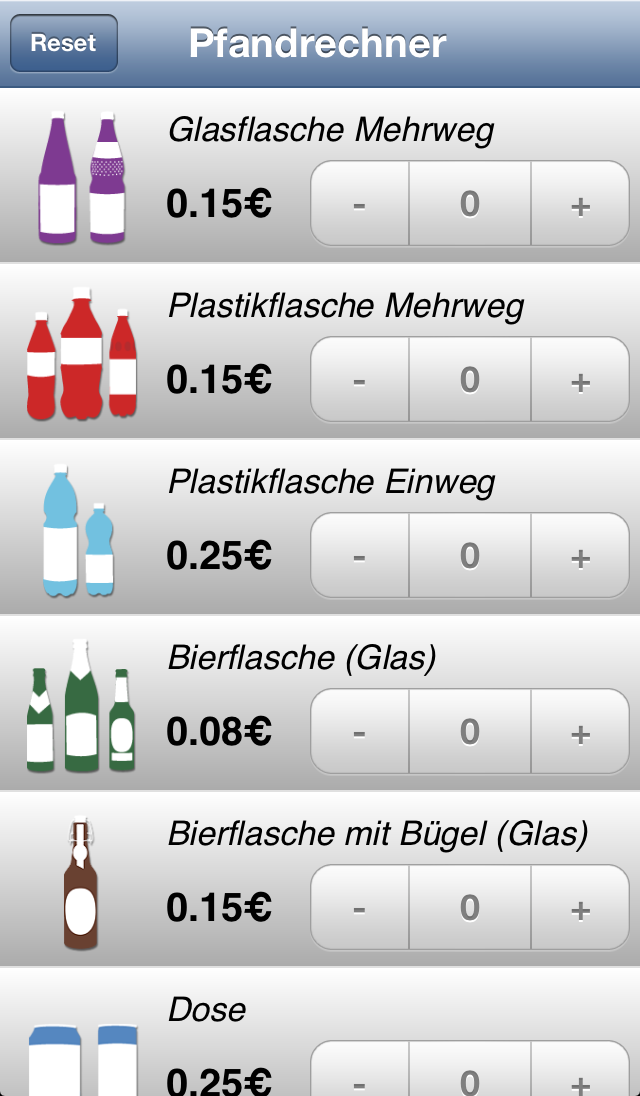 Reset
Pfandrechner
Glasflasche Mehrweg
0.15€
- 0 +
Plastikflasche Mehrweg
0.15€
- 0 +
Plastikflasche Einweg
0.25€
- 0 +
Bierflasche (Glas)
0.08€
- 0 +
Bierflasche mit Bügel (Glas)
0.15€
- 0 +
Dose
0.25€
- 0 +